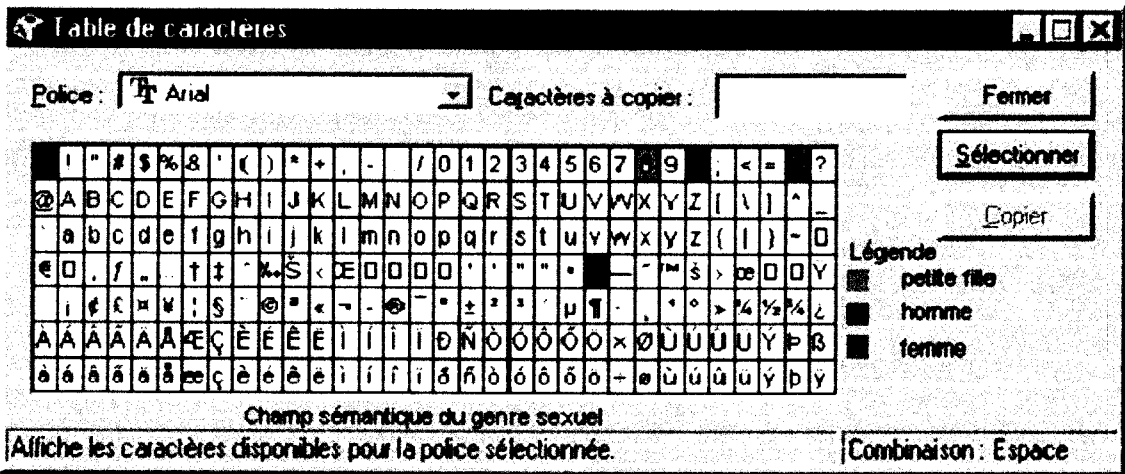 Table de caractères
Police : Arial Caractères à copier : Fermer
Sélectionner
Copier
! " # $ % & ' ( ) * + , - . / 0 1 2 3 4 5 6 7 8 9 ; < = ?
@ A B C D E F G H I J K L M N O P Q R S T U V W X Y Z [ \ ] ^ _
` a b c d e f g h i j k l m n o p q r s t u v w x y z { | } ~
€ ‚ ƒ „ † ‡ ˆ ‰ Š ‹ Œ ' ' " " • — ˜ ™ š › œ Ÿ
¡ ¢ £ ¤ ¥ ¦ § ¨ © ª « ¬ - ® ¯ ° ± ² ³ ´ µ ¶ · ¸ ¹ º » ¼ ½ ¾ ¿
À Á Â Ã Ä Å Æ Ç È É Ê Ë Ì Í Î Ï Ð Ñ Ò Ó Ô Õ Ö × Ø Ù Ú Û Ü Ý Þ ß
à á â ã ä å æ ç è é ê ë ì í î ï ð ñ ò ó ô õ ö ÷ ø ù ú û ü ý þ ÿ
Légende
petite fille
homme
femme
Champ sémantique du genre sexuel
Affiche les caractères disponibles pour la police sélectionnée. Combinaison : Espace